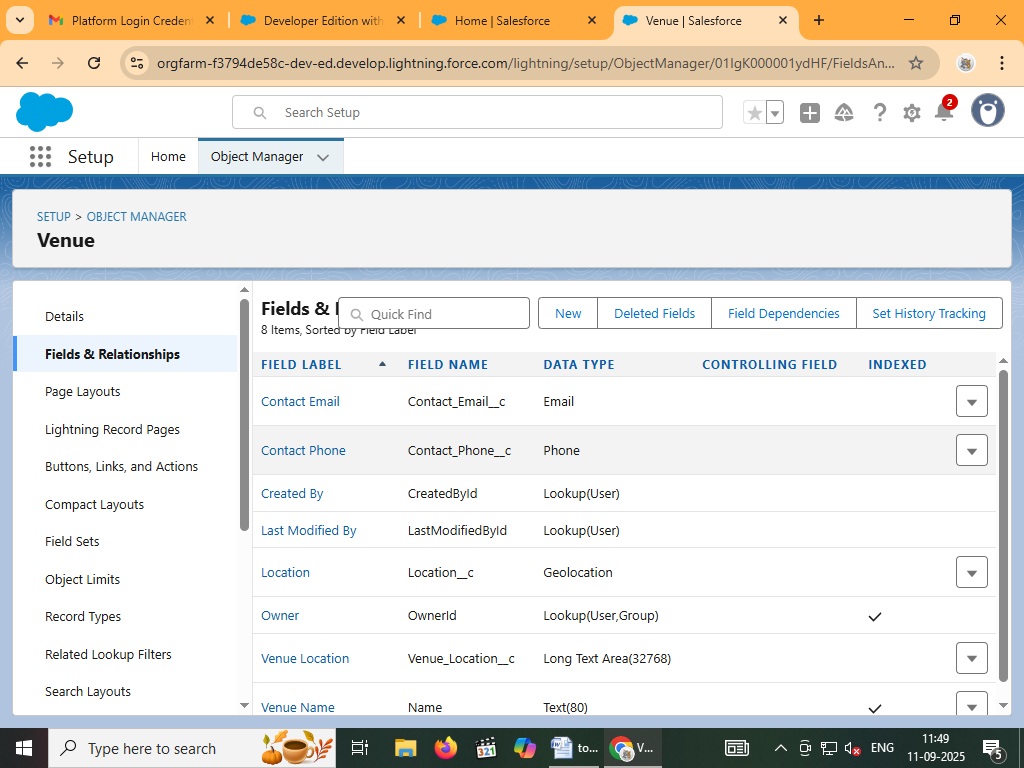 Platform Login Creden
Developer Edition with
Home | Salesforce
Venue | Salesforce
orgfarm-f3794de58c-dev-ed.develop.lightning.force.com/lightning/setup/ObjectManager/01IgK000001ydHF/FieldsAn...
Search Setup
2
Setup
Home
Object Manager
SETUP > OBJECT MANAGER
Venue
Details
Fields & Relationships
Page Layouts
Lightning Record Pages
Buttons, Links, and Actions
Compact Layouts
Field Sets
Object Limits
Record Types
Related Lookup Filters
Search Layouts
Fields &
8 Items, Sorted by Field Label
Quick Find
New
Deleted Fields
Field Dependencies
Set History Tracking
FIELD LABEL FIELD NAME DATA TYPE CONTROLLING FIELD INDEXED
Contact Email Contact_Email__c Email
Contact Phone Contact_Phone__c Phone
Created By CreatedById Lookup(User)
Last Modified By LastModifiedById Lookup(User)
Location Location__c Geolocation
Owner OwnerId Lookup(User,Group)
Venue Location Venue_Location__c Long Text Area(32768)
Venue Name Name Text(80)
Type here to search
321
to...
V...
ENG
11:49
11-09-2025
5